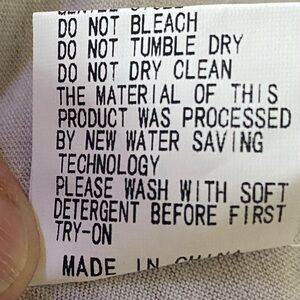 DO NOT BLEACH
DO NOT TUMBLE DRY
DO NOT DRY CLEAN
THE MATERIAL OF THIS
PRODUCT WAS PROCESSED
BY NEW WATER SAVING
TECHNOLOGY
PLEASE WASH WITH SOFT
DETERGENT BEFORE FIRST
TRY-ON
MADE IN CHINA